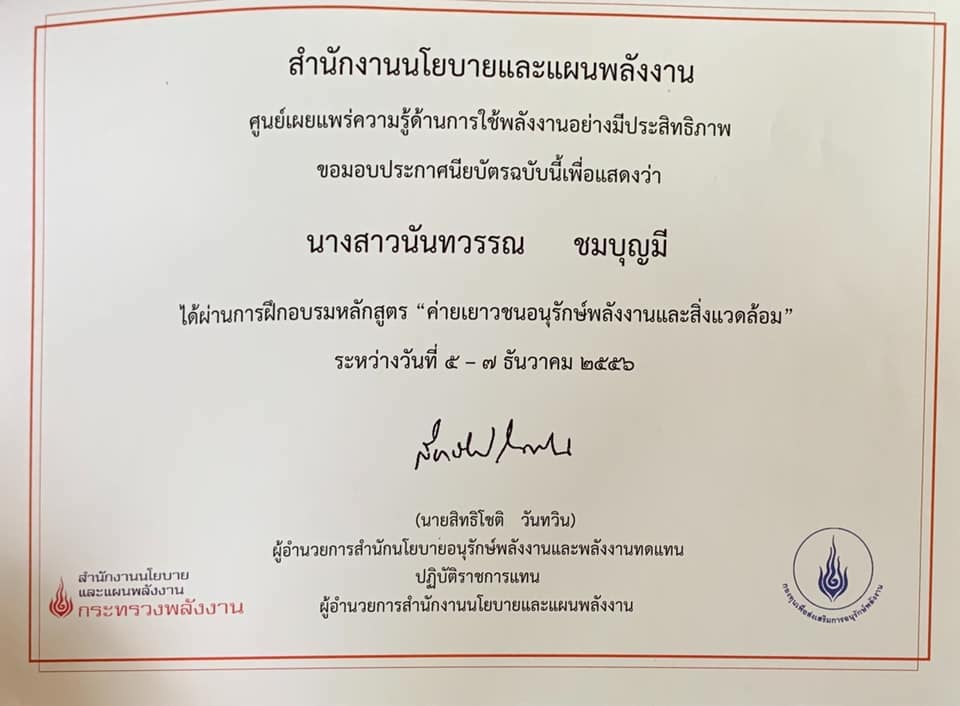 สำนักงานนโยบายและแผนพลังงาน
ศูนย์เผยแพร่ความรู้ด้านการใช้พลังงานอย่างมีประสิทธิภาพ
ขอมอบประกาศนียบัตรฉบับนี้เพื่อแสดงว่า
นางสาวนันทวรรณ ชมบุญมี
ได้ผ่านการฝึกอบรมหลักสูตร “ค่ายเยาวชนอนุรักษ์พลังงานและสิ่งแวดล้อม”
ระหว่างวันที่ ๕ – ๗ ธันวาคม ๒๕๕๖
(นายสิทธิโชติ วันทวิน)
ผู้อำนวยการสำนักนโยบายอนุรักษ์พลังงานและพลังงานทดแทน
ปฏิบัติราชการแทน
ผู้อำนวยการสำนักงานนโยบายและแผนพลังงาน
สำนักงานนโยบาย
และแผนพลังงาน
กระทรวงพลังงาน
กองทุนเพื่อส่งเสริมการอนุรักษ์พลังงาน